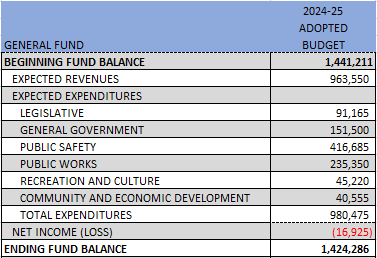 2024-25
ADOPTED
GENERAL FUND BUDGET
BEGINNING FUND BALANCE 1,441,211
EXPECTED REVENUES 963,550
EXPECTED EXPENDITURES
LEGISLATIVE 91,165
GENERAL GOVERNMENT 151,500
PUBLIC SAFETY 416,685
PUBLIC WORKS 235,350
RECREATION AND CULTURE 45,220
COMMUNITY AND ECONOMIC DEVELOPMENT 40,555
TOTAL EXPENDITURES 980,475
NET INCOME (LOSS) (16,925)
ENDING FUND BALANCE 1,424,286